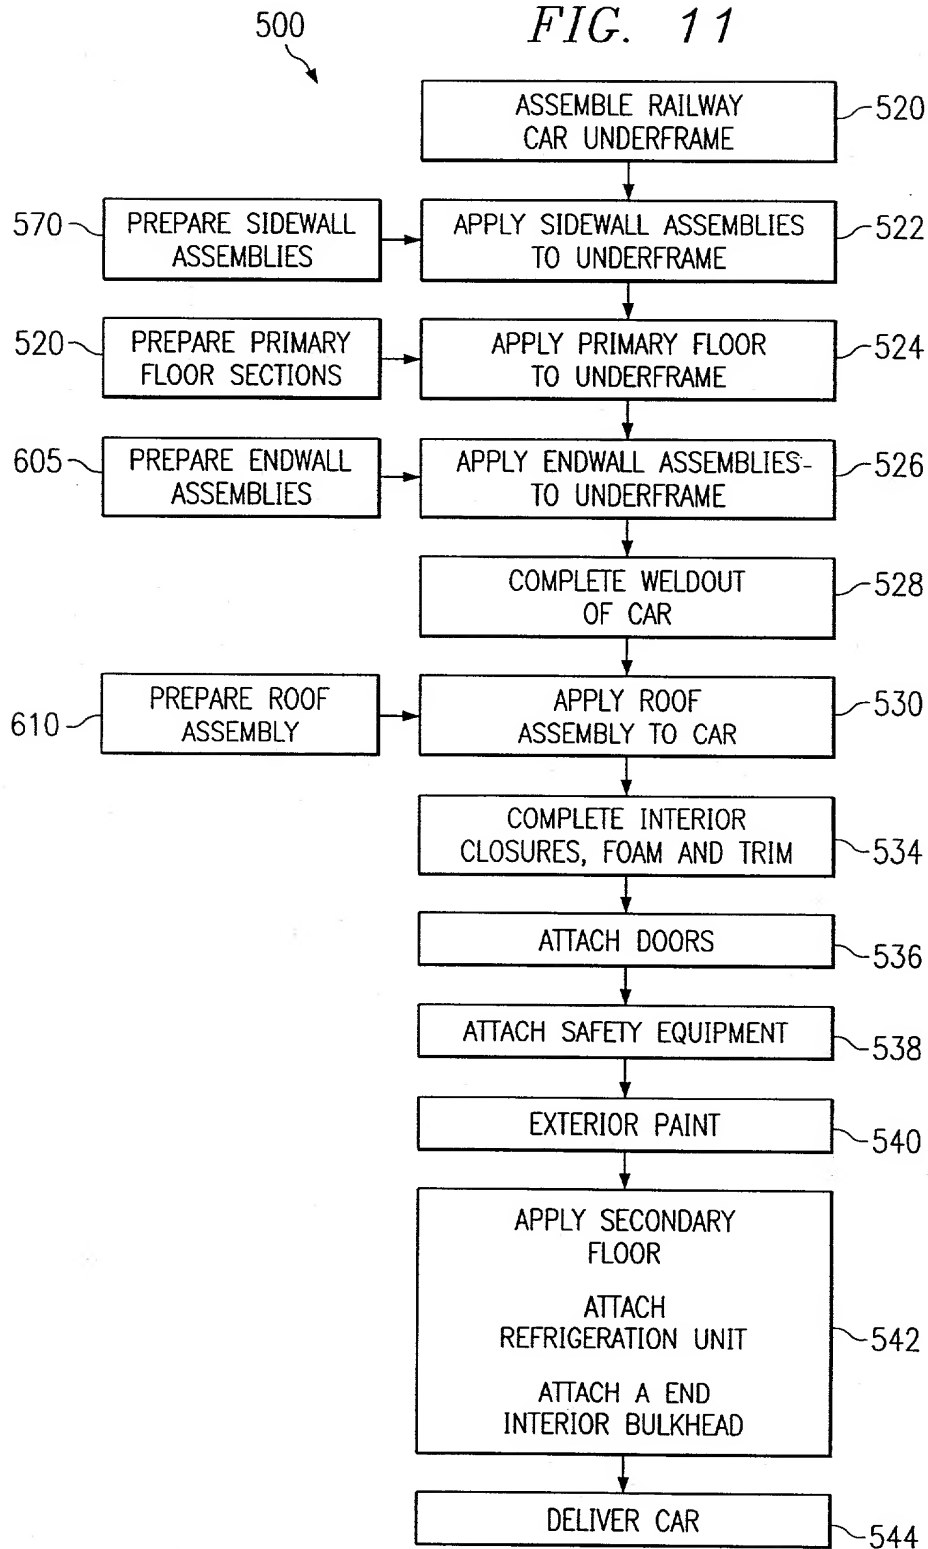 FIG. 11
500
ASSEMBLE RAILWAY
CAR UNDERFRAME
520
570
PREPARE SIDEWALL
ASSEMBLIES
APPLY SIDEWALL ASSEMBLIES
TO UNDERFRAME
522
520
PREPARE PRIMARY
FLOOR SECTIONS
APPLY PRIMARY FLOOR
TO UNDERFRAME
524
605
PREPARE ENDWALL
ASSEMBLIES
APPLY ENDWALL ASSEMBLIES
TO UNDERFRAME
526
COMPLETE WELDOUT
OF CAR
528
610
PREPARE ROOF
ASSEMBLY
APPLY ROOF
ASSEMBLY TO CAR
530
COMPLETE INTERIOR
CLOSURES, FOAM AND TRIM
534
ATTACH DOORS
536
ATTACH SAFETY EQUIPMENT
538
EXTERIOR PAINT
540
APPLY SECONDARY
FLOOR
ATTACH
REFRIGERATION UNIT
ATTACH A END
INTERIOR BULKHEAD
542
DELIVER CAR
544